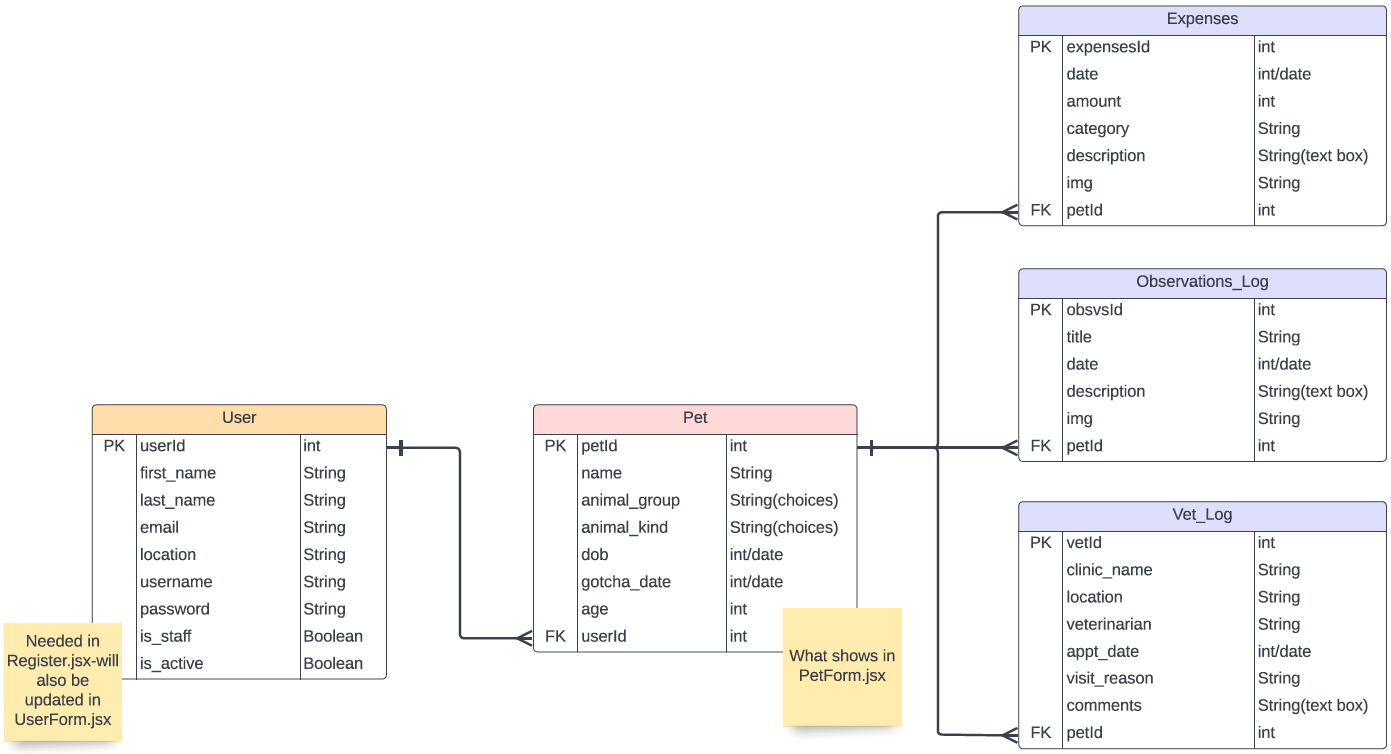 Expenses
PK expensesId int
date int/date
amount int
category String
description String(text box)
img String
FK petId int
Observations_Log
PK obsvsId int
title String
date int/date
description String(text box)
img String
FK petId int
User
PK userId int
first_name String
last_name String
email String
location String
username String
password String
is_staff Boolean
is_active Boolean
Needed in
Register.jsx-will
also be
updated in
UserForm.jsx
Pet
PK petId int
name String
animal_group String(choices)
animal_kind String(choices)
dob int/date
gotcha_date int/date
age int
FK userId int
What shows in
PetForm.jsx
Vet_Log
PK vetId int
clinic_name String
location String
veterinarian String
appt_date int/date
visit_reason String
comments String(text box)
FK petId int